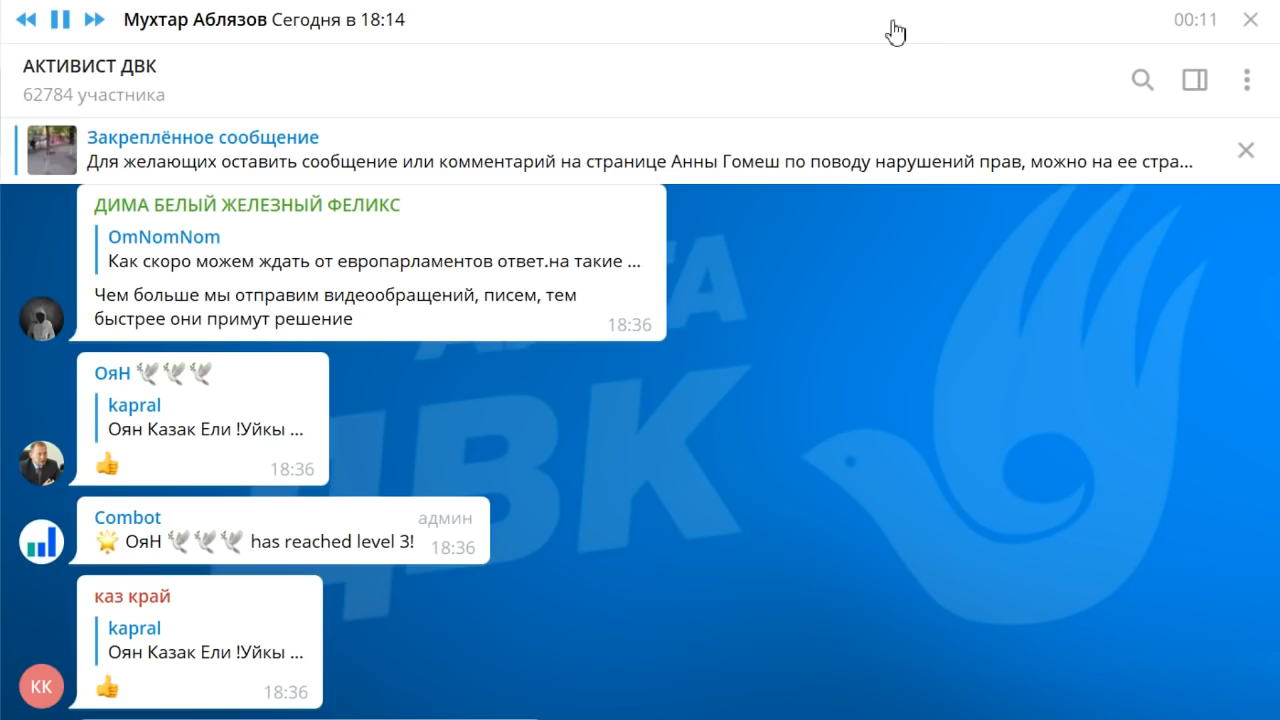 Мухтар Аблязов Сегодня в 18:14
00:11
АКТИВИСТ ДВК
62784 участника
Закреплённое сообщение
Для желающих оставить сообщение или комментарий на странице Анны Гомеш по поводу нарушений прав, можно на ее стра...
ДИМА БЕЛЫЙ ЖЕЛЕЗНЫЙ ФЕЛИКС
OmNomNom
Как скоро можем ждать от европарламентов ответ.на такие ...
Чем больше мы отправим видеообращений, писем, тем
быстрее они примут решение
18:36
ОяН 🕊🕊🕊
kapral
Оян Казак Ели !Уйкы ...
👍
18:36
Combot
админ
🌟 ОяН 🕊🕊🕊 has reached level 3!
18:36
каз край
kapral
Оян Казак Ели !Уйкы ...
КК
👍
18:36
ДВК